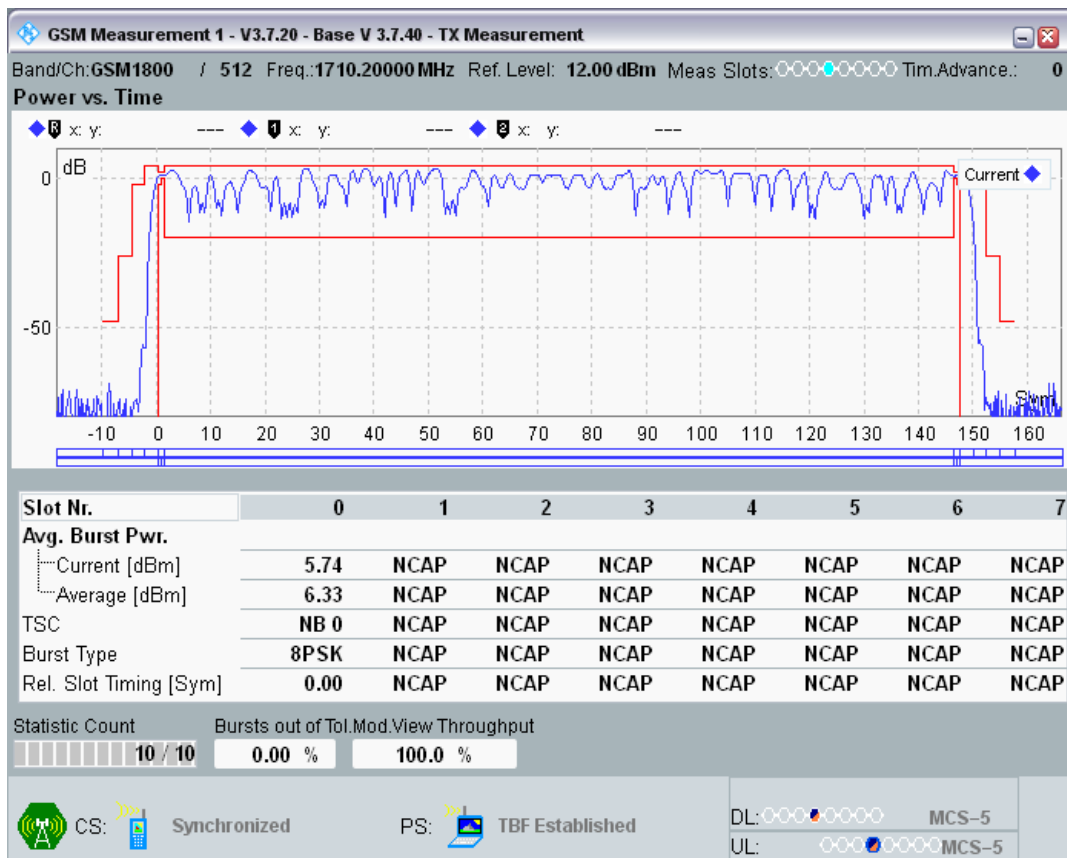 GSM Measurement 1 - V3.7.20 - Base V 3.7.40 - TX Measurement
Band/Ch:GSM1800 / 512 Freq.:1710.20000 MHz Ref. Level: 12.00 dBm Meas Slots: Tim.Advance.: 0
Power vs. Time
R x: y: --- 1 x: y: --- 2 x: y: ---
dB
Current
0
-50
Sym
-10 0 10 20 30 40 50 60 70 80 90 100 110 120 130 140 150 160
Slot Nr. 0 1 2 3 4 5 6 7
Avg. Burst Pwr.
Current [dBm] 5.74 NCAP NCAP NCAP NCAP NCAP NCAP NCAP
Average [dBm] 6.33 NCAP NCAP NCAP NCAP NCAP NCAP NCAP
TSC NB 0 NCAP NCAP NCAP NCAP NCAP NCAP NCAP
Burst Type 8PSK NCAP NCAP NCAP NCAP NCAP NCAP NCAP
Rel. Slot Timing [Sym] 0.00 NCAP NCAP NCAP NCAP NCAP NCAP NCAP
Statistic Count Bursts out of Tol. Mod.View Throughput
10 / 10 0.00 % 100.0 %
CS: Synchronized PS: TBF Established
DL: MCS-5
UL: MCS-5